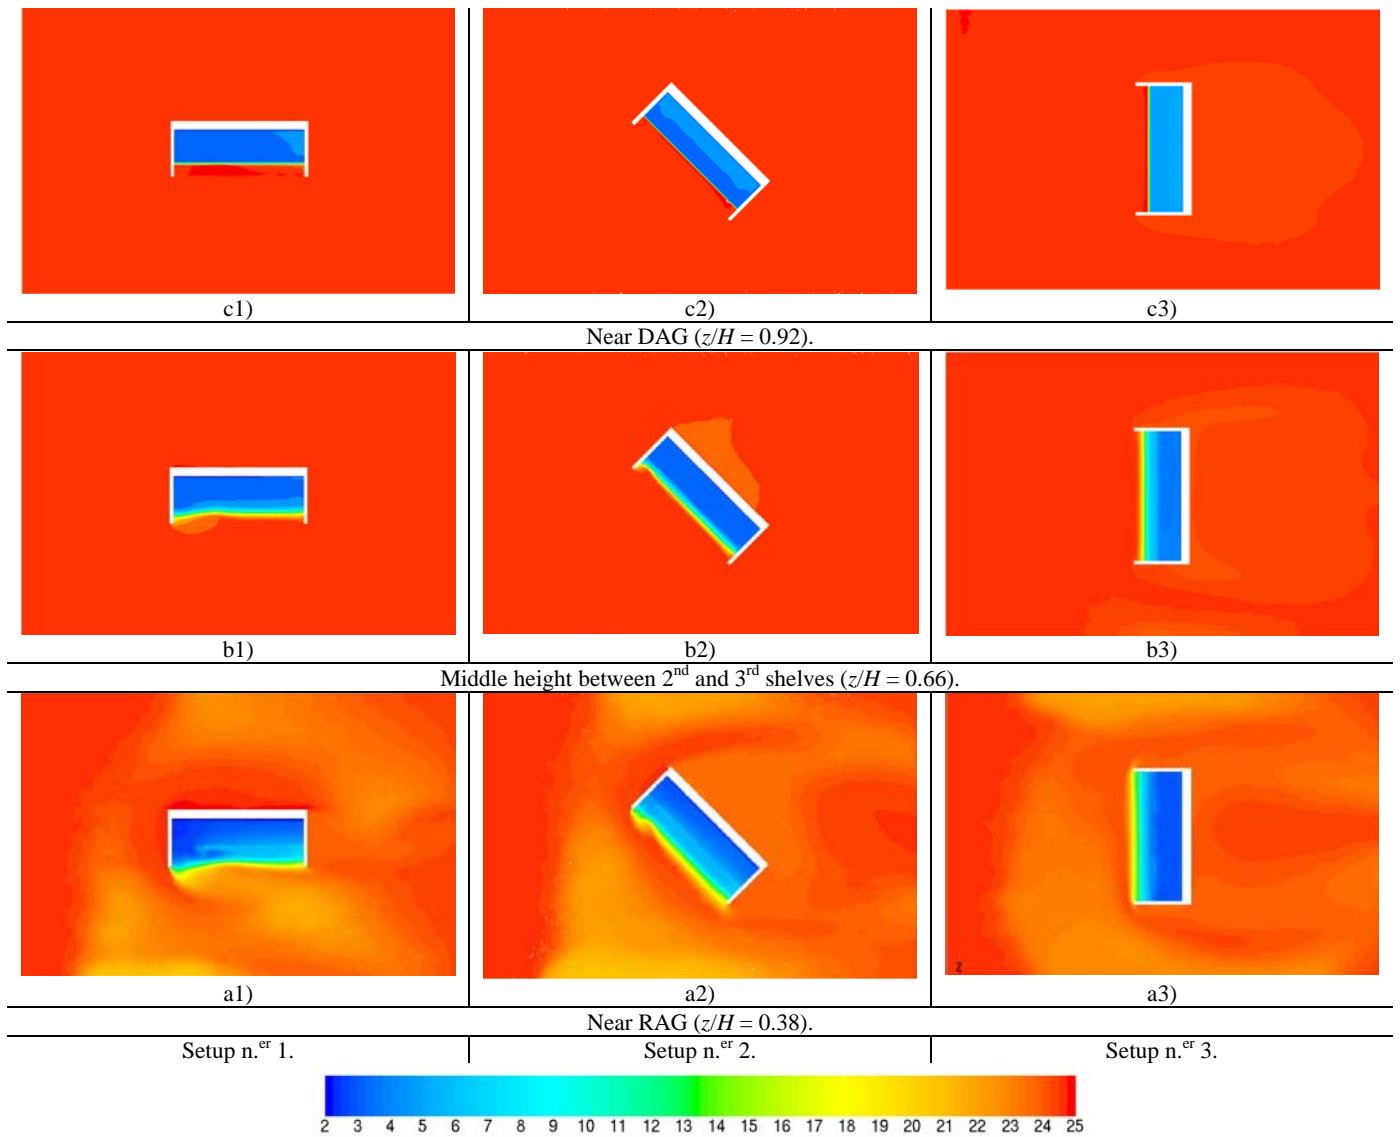 c1) c2) c3)
Near DAG (z/H = 0.92).
b1) b2) b3)
Middle height between 2nd and 3rd shelves (z/H = 0.66).
z
a1) a2) a3)
Near RAG (z/H = 0.38).
Setup n.er 1. Setup n.er 2. Setup n.er 3.
2 3 4 5 6 7 8 9 10 11 12 13 14 15 16 17 18 19 20 21 22 23 24 25